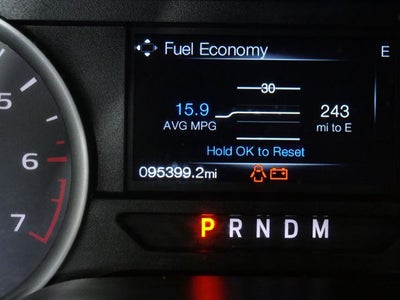 Fuel Economy E
30
5
15.9 243
AVG MPG mi to E
Hold OK to Reset
6
095399.2mi
7
P R N D M